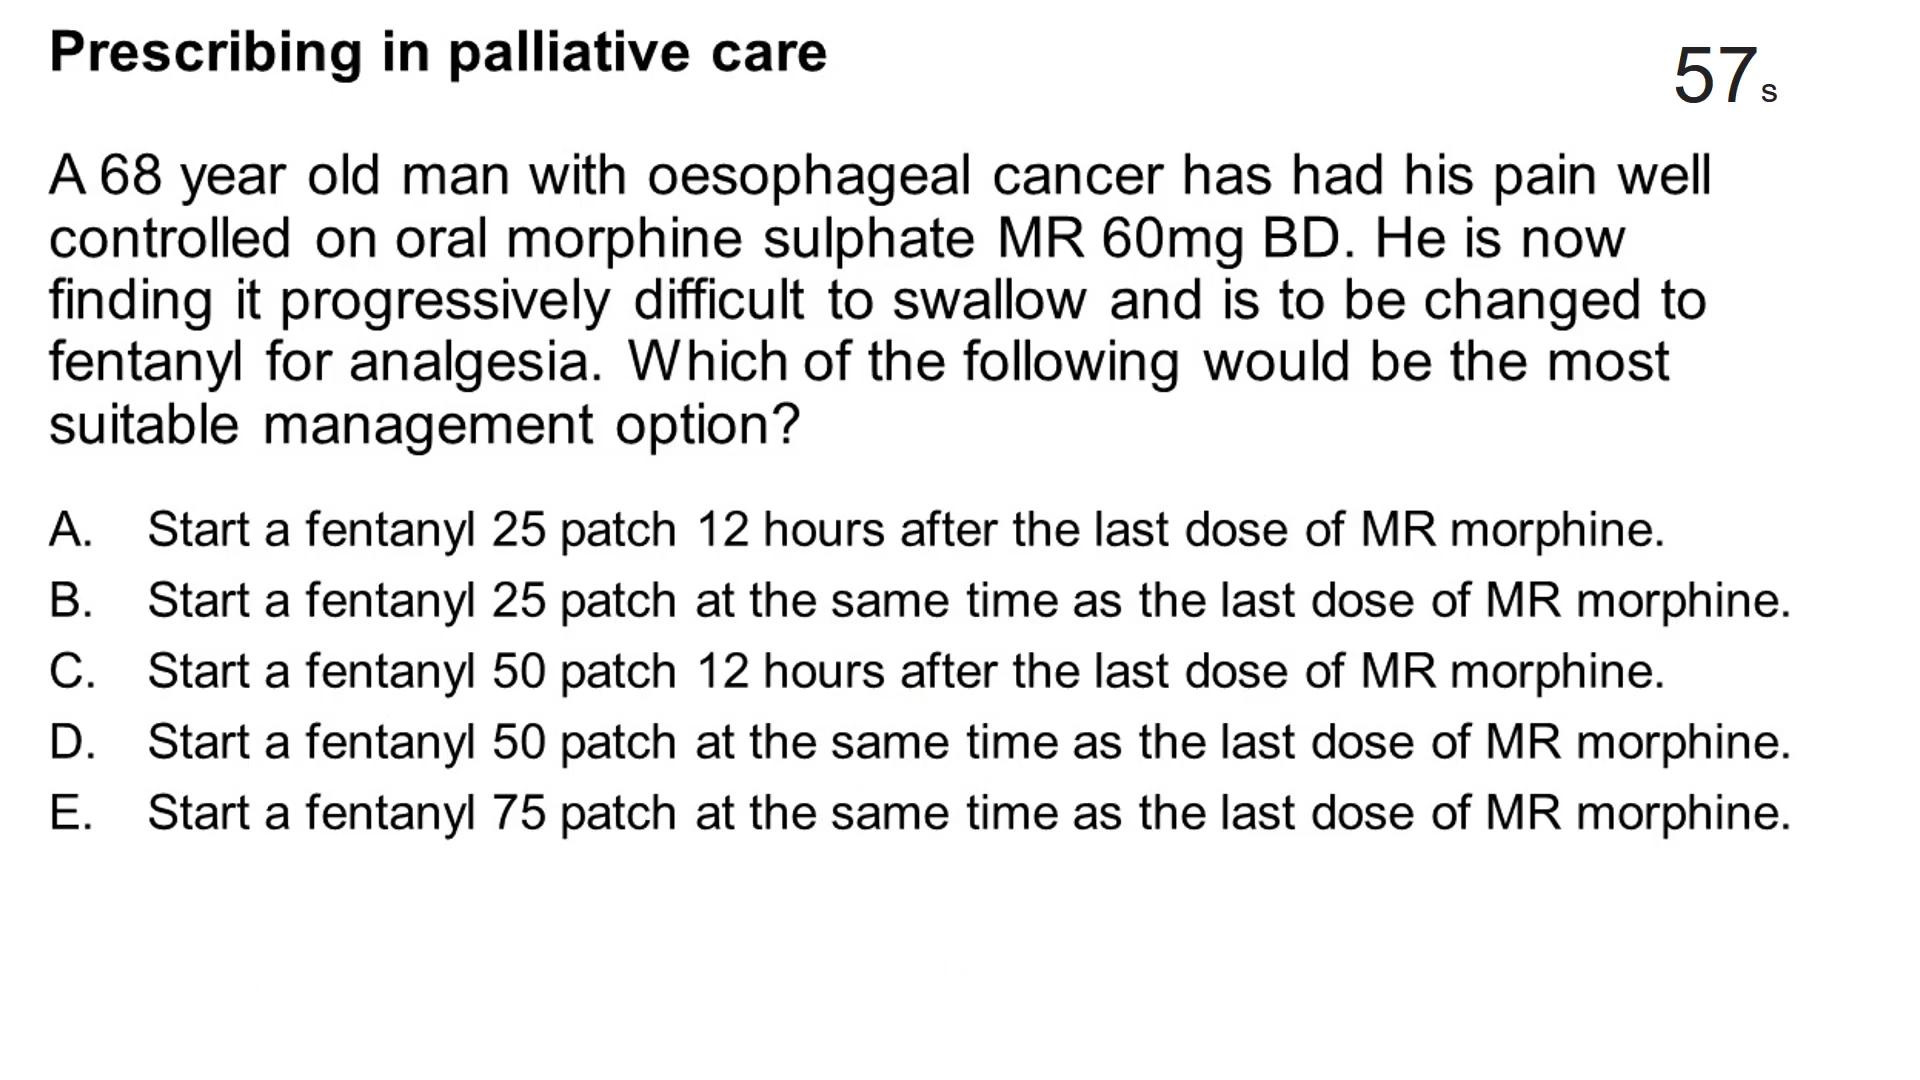 Prescribing in palliative care
57s
A 68 year old man with oesophageal cancer has had his pain well
controlled on oral morphine sulphate MR 60mg BD. He is now
finding it progressively difficult to swallow and is to be changed to
fentanyl for analgesia. Which of the following would be the most
suitable management option?
A. Start a fentanyl 25 patch 12 hours after the last dose of MR morphine.
B. Start a fentanyl 25 patch at the same time as the last dose of MR morphine.
C. Start a fentanyl 50 patch 12 hours after the last dose of MR morphine.
D. Start a fentanyl 50 patch at the same time as the last dose of MR morphine.
E. Start a fentanyl 75 patch at the same time as the last dose of MR morphine.